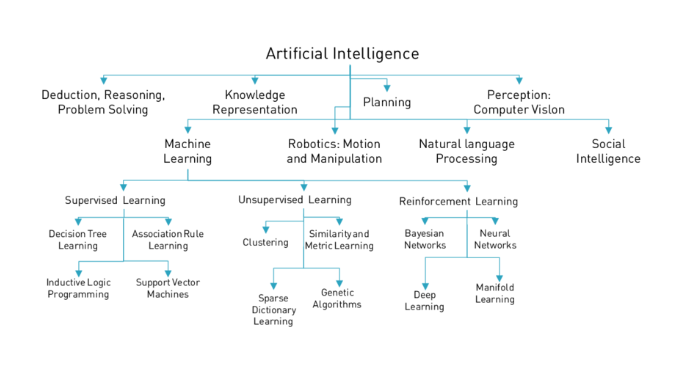 Artificial Intelligence
Deduction, Reasoning,
Problem Solving
Knowledge
Representation
Planning
Perception:
Computer Vislon
Machine
Learning
Robotics: Motion
and Manipulation
Natural language
Processing
Social
Intelligence
Supervised Learning
Unsupervised Learning
Reinforcement Learning
Decision Tree
Learning
Association Rule
Learning
Clustering
Similarity and
Metric Learning
Bayesian
Networks
Neural
Networks
Inductive Logic
Programming
Support Vector
Machines
Sparse
Dictionary
Learning
Genetic
Algorithms
Deep
Learning
Manifold
Learning